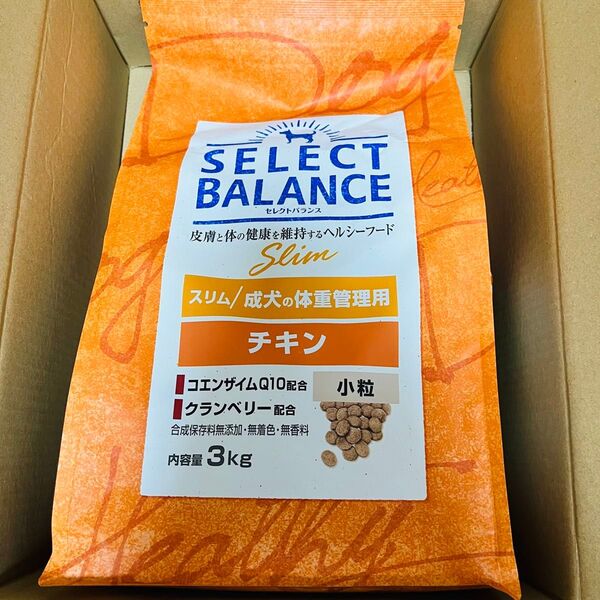 Dog
SELECT
BALANCE
セレクトバランス
皮膚と体の健康を維持するヘルシーフード
Slim
スリム/成犬の体重管理用
チキン
コエンザイムQ10配合
小粒
クランベリー配合
合成保存料無添加・無着色・無香料
内容量 3kg
Healthy